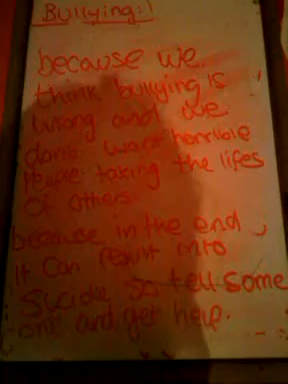 Bullying:!
because we
think bullying is
wrong and we
dont want horrible
People taking the lifes
of others
because in the end,
it can result into
Suicide so tell some
one and get help.